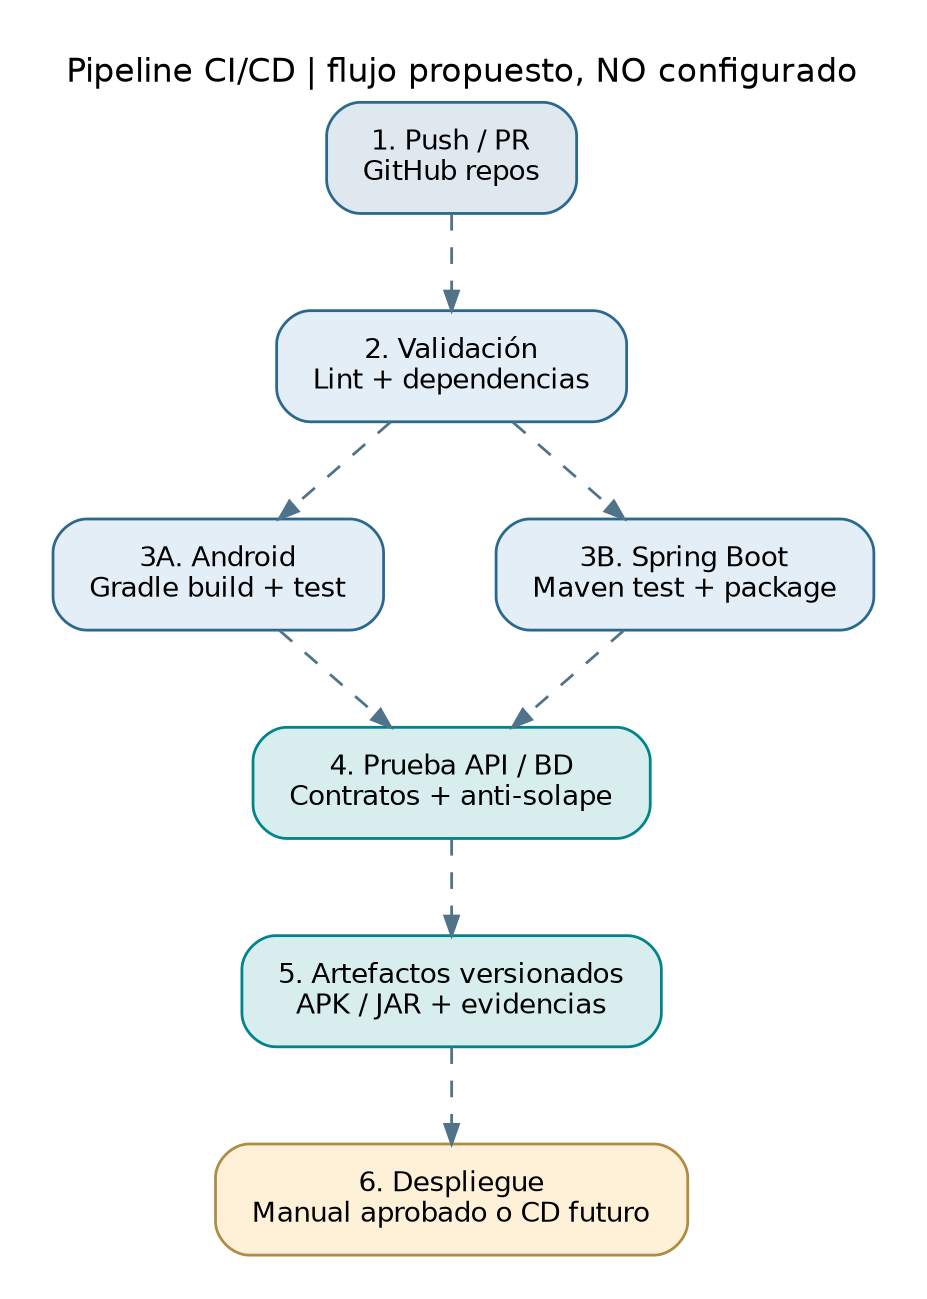 Pipeline CI/CD | flujo propuesto, NO configurado
1. Push / PR
GitHub repos
2. Validación
Lint + dependencias
3A. Android
Gradle build + test
3B. Spring Boot
Maven test + package
4. Prueba API / BD
Contratos + anti-solape
5. Artefactos versionados
APK / JAR + evidencias
6. Despliegue
Manual aprobado o CD futuro